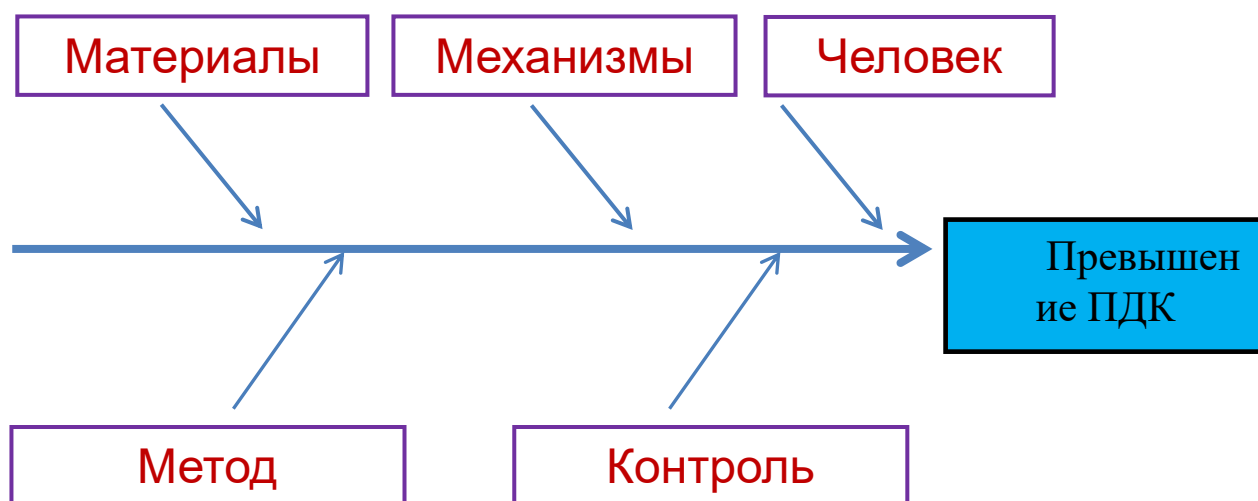 Материалы
Механизмы
Человек
Превышен
ие ПДК
Метод
Контроль